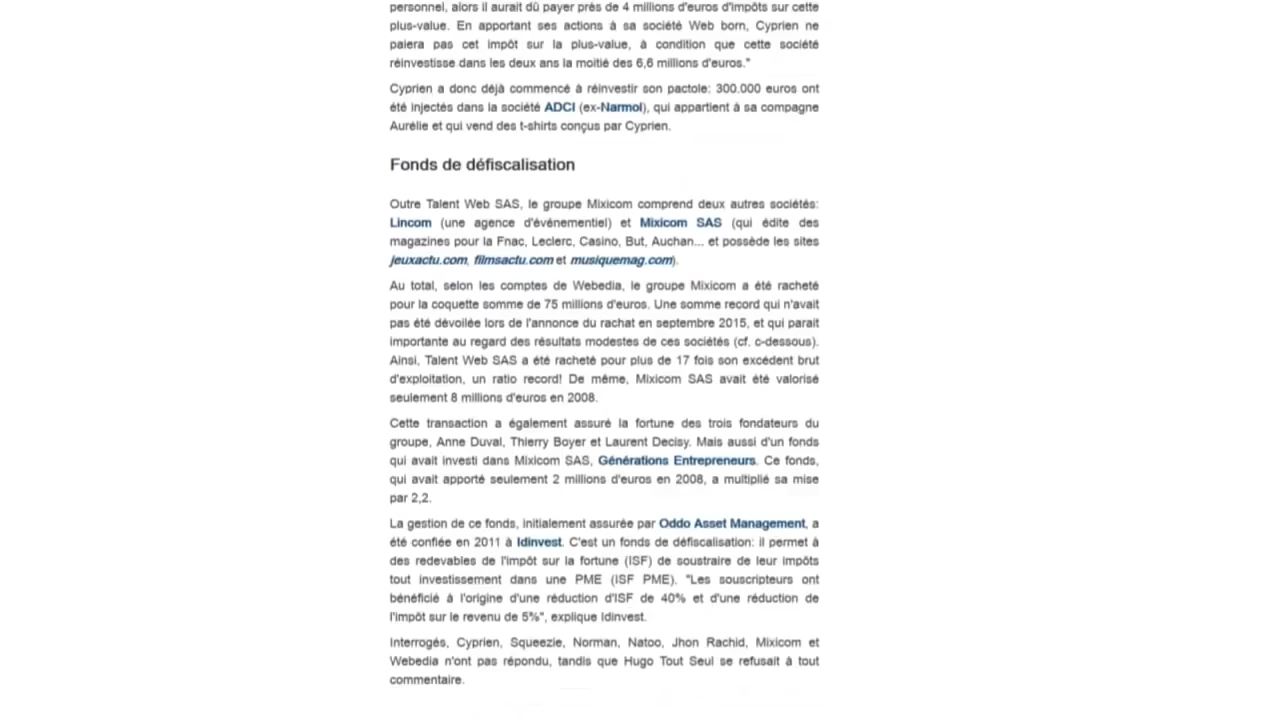 personnel, alors il aurait dû payer près de 4 millions d'euros d'impôts sur cette
plus-value. En apportant ses actions à sa société Web born, Cyprien ne
paiera pas cet impôt sur la plus-value, à condition que cette société
réinvestisse dans les deux ans la moitié des 6,6 millions d'euros."
Cyprien a donc déjà commencé à réinvestir son pactole: 300.000 euros ont
été injectés dans la société ADCI (ex-Narmol), qui appartient à sa compagne
Aurélie et qui vend des t-shirts conçus par Cyprien.
Fonds de défiscalisation
Outre Talent Web SAS, le groupe Mixicom comprend deux autres sociétés:
Lincom (une agence d'événementiel) et Mixicom SAS (qui édite des
magazines pour la Fnac, Leclerc, Casino, But, Auchan... et possède les sites
jeuxactu.com, filmsactu.com et musiquemag.com).
Au total, selon les comptes de Webedia, le groupe Mixicom a été racheté
pour la coquette somme de 75 millions d'euros. Une somme record qui n'avait
pas été dévoilée lors de l'annonce du rachat en septembre 2015, et qui parait
importante au regard des résultats modestes de ces sociétés (cf. c-dessous).
Ainsi, Talent Web SAS a été racheté pour plus de 17 fois son excédent brut
d'exploitation, un ratio record! De même, Mixicom SAS avait été valorisé
seulement 8 millions d'euros en 2008.
Cette transaction a également assuré la fortune des trois fondateurs du
groupe, Anne Duval, Thierry Boyer et Laurent Decisy. Mais aussi d'un fonds
qui avait investi dans Mixicom SAS, Générations Entrepreneurs. Ce fonds,
qui avait apporté seulement 2 millions d'euros en 2008, a multiplié sa mise
par 2,2.
La gestion de ce fonds, initialement assurée par Oddo Asset Management, a
été confiée en 2011 à Idinvest. C'est un fonds de défiscalisation: il permet à
des redevables de l'impôt sur la fortune (ISF) de soustraire de leur impôts
tout investissement dans une PME (ISF PME). "Les souscripteurs ont
bénéficié à l'origine d'une réduction d'ISF de 40% et d'une réduction de
l'impôt sur le revenu de 5%", explique Idinvest.
Interrogés, Cyprien, Squeezie, Norman, Natoo, Jhon Rachid, Mixicom et
Webedia n'ont pas répondu, tandis que Hugo Tout Seul se refusait à tout
commentaire.